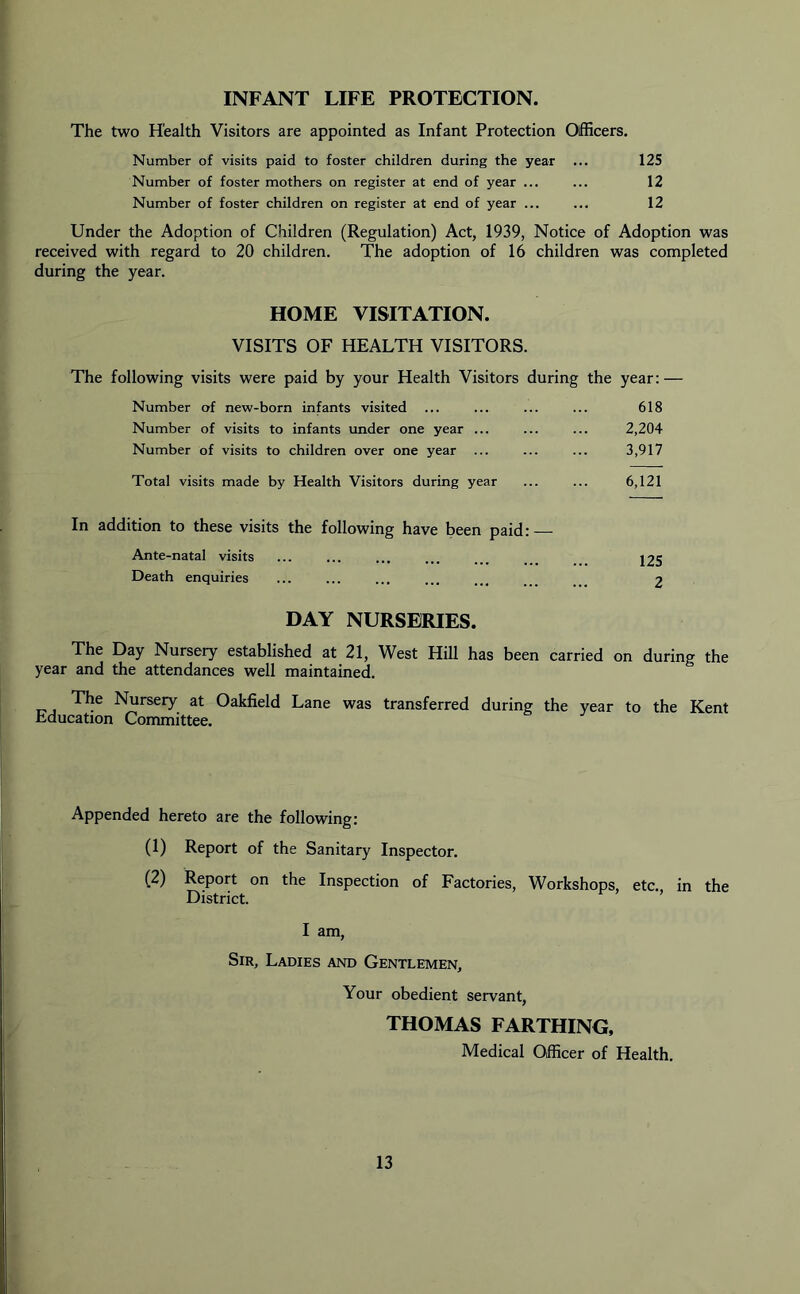 INFANT LIFE PROTECTION.
The two Health Visitors are appointed as Infant Protection Officers.
Number of visits paid to foster children during the year ... 125
Number of foster mothers on register at end of year ... ... 12
Number of foster children on register at end of year ... ... 12
Under the Adoption of Children (Regulation) Act, 1939, Notice of Adoption was
received with regard to 20 children. The adoption of 16 children was completed
during the year.
HOME VISITATION.
VISITS OF HEALTH VISITORS.
The following visits were paid by your Health Visitors during the year: —
Number of new-born infants visited ... ... ... ... 618
Number of visits to infants under one year ... ... ... 2,204
Number of visits to children over one year ... ... ... 3,917
Total visits made by Health Visitors during year ... ... 6,121
In addition to these visits the following have been paid: —
Ante-natal visits ... ... ... ... ... ... ... 125
Death enquiries ... ... ... ... ... ... ... 2
DAY NURSERIES.
The Day Nursery established at 21, West Hill has been carried on during the
year and the attendances well maintained.
The Nursery at Oakfield Lane was transferred during the year to the Kent
Education Committee.
Appended hereto are the following:
(1) Report of the Sanitary Inspector.
(2) Report on the Inspection of Factories, Workshops, etc., in the
District.
I am,
SIR, LADIES AND GENTLEMEN,
Your obedient servant,
THOMAS FARTHING,
Medical Officer of Health.
13